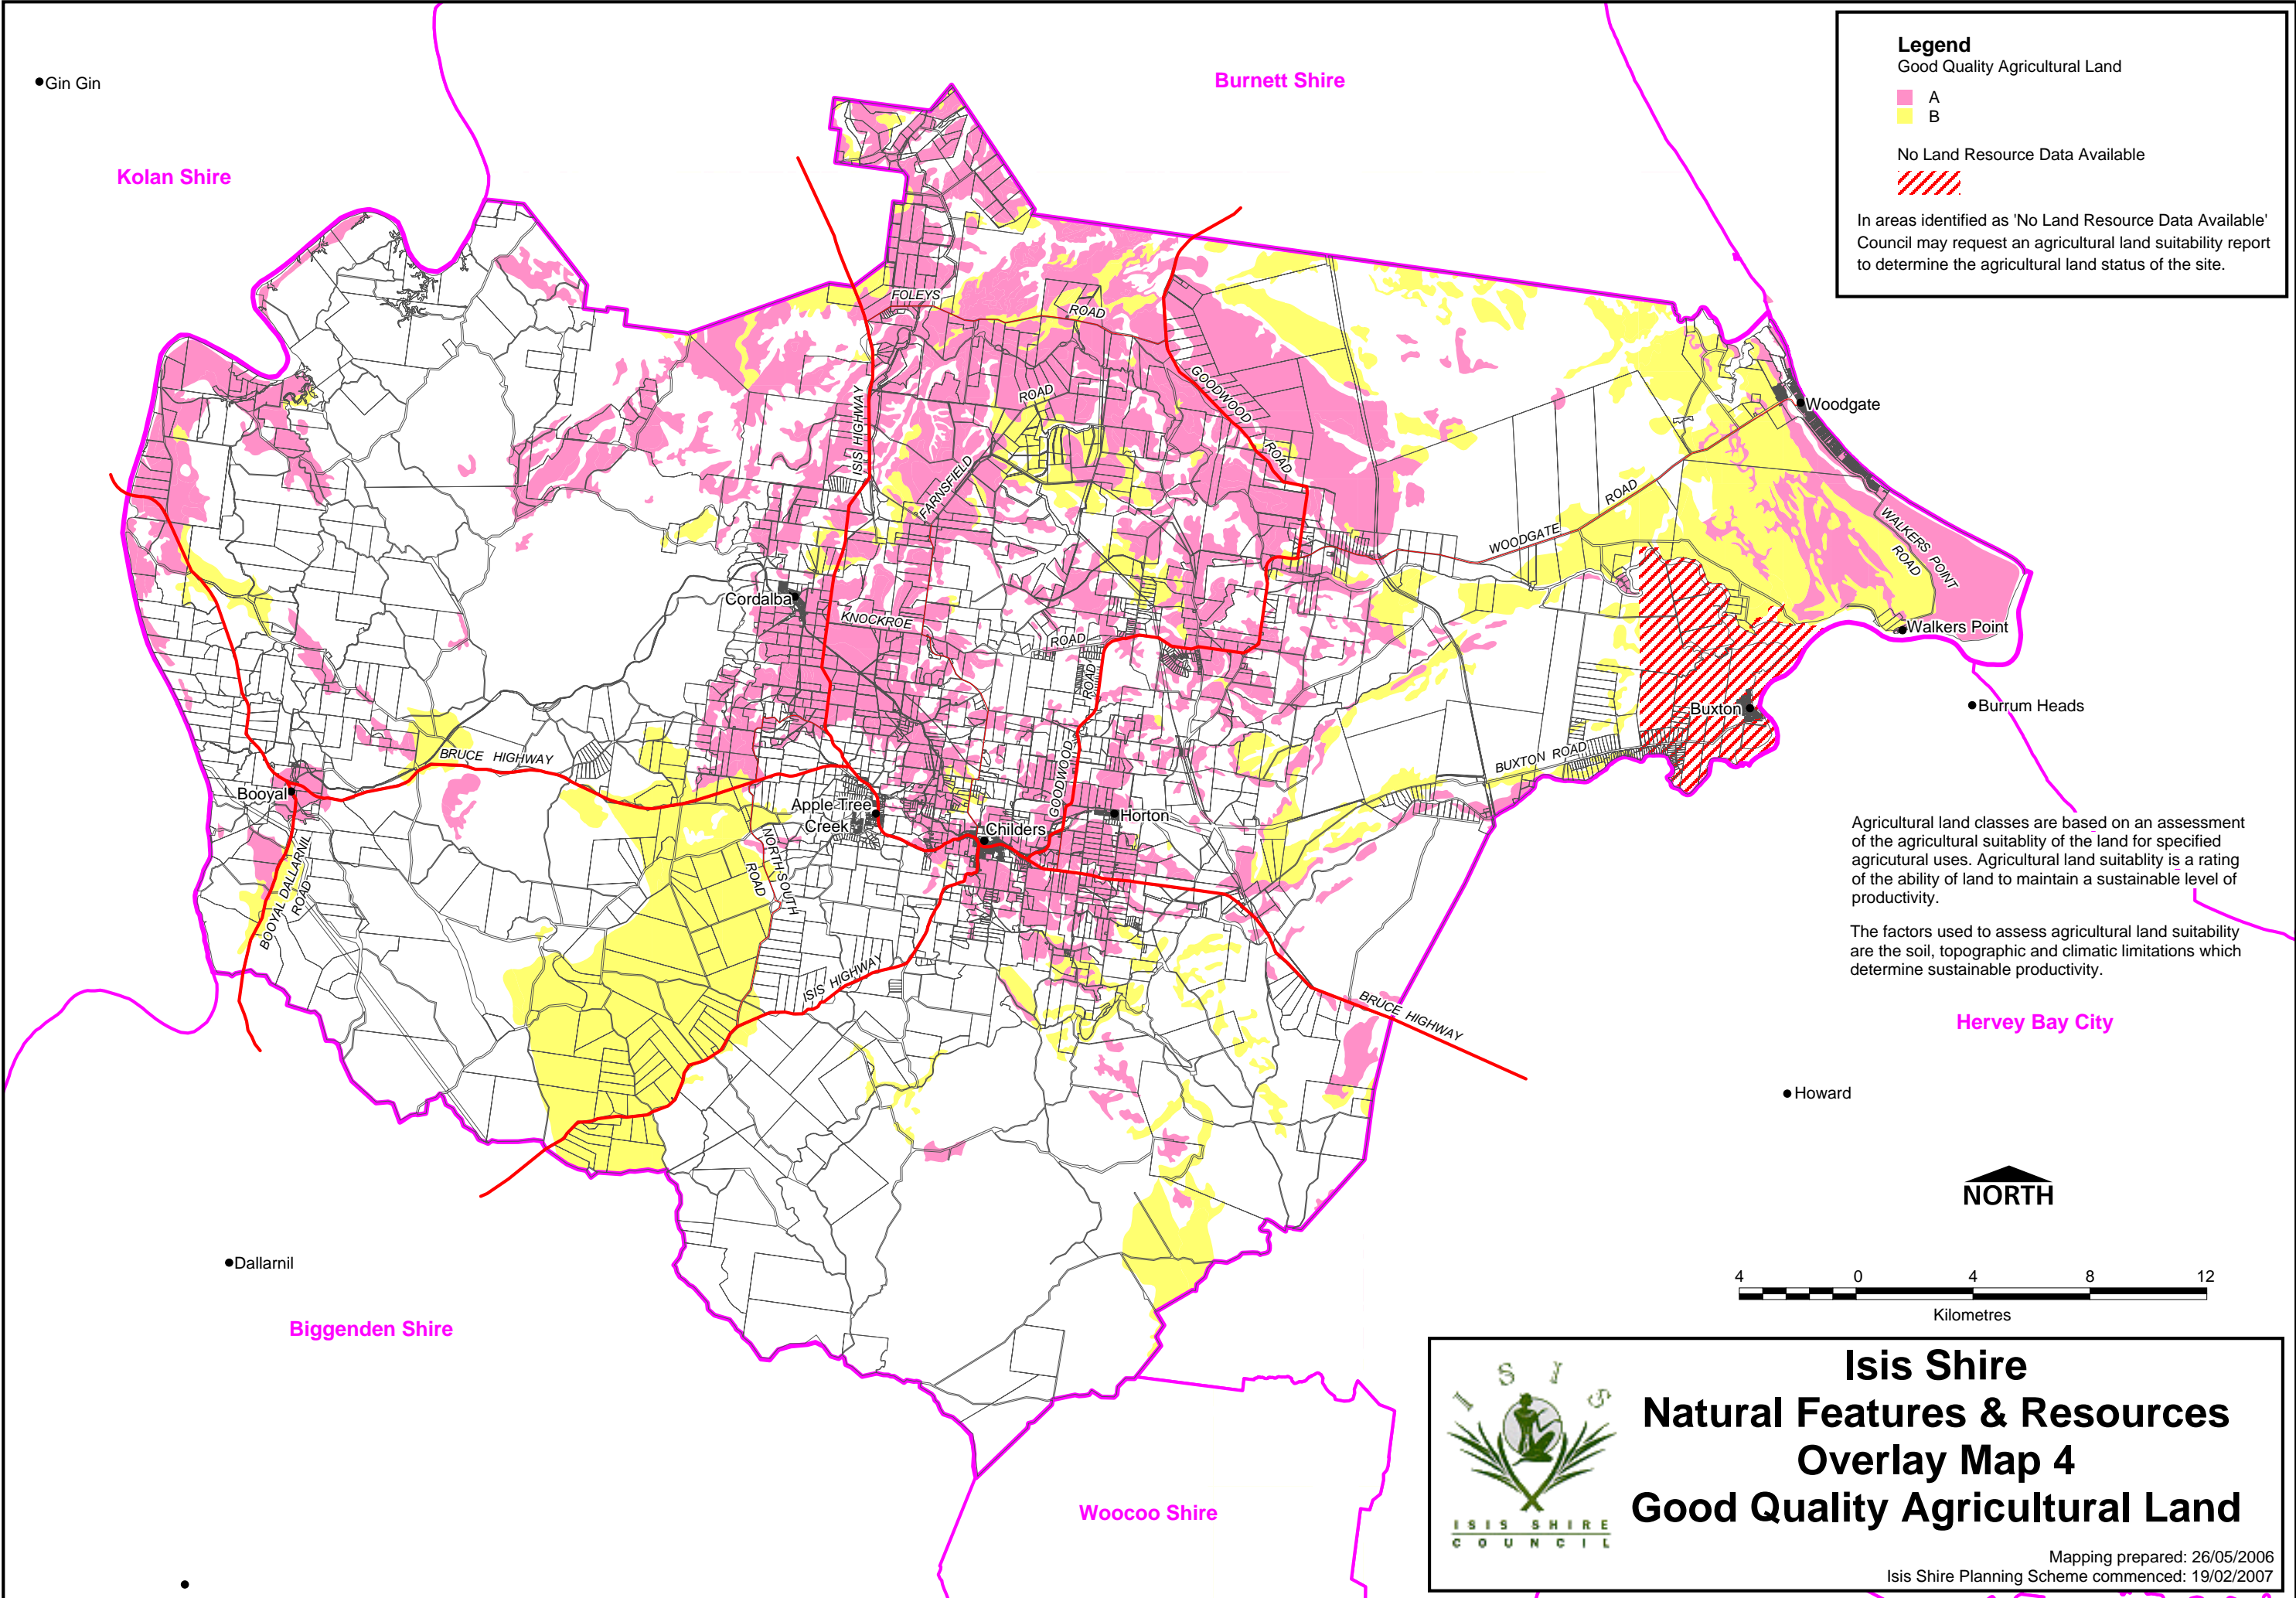 Gin Gin
Kolan Shire
Burnett Shire
Legend
Good Quality Agricultural Land
A
B
No Land Resource Data Available
In areas identified as 'No Land Resource Data Available'
Council may request an agricultural land suitability report
to determine the agricultural land status of the site.
FOLEYS
ROAD
ISIS HIGHWAY
ROAD
FARNSFIELD
GOODWOOD
ROAD
Woodgate
ROAD
WOODGATE
WALKERS POINT
ROAD
Walkers Point
Cordalba
KNOCKROE
ROAD
ROAD
GOODWOOD
Buxton
Burrum Heads
BUXTON ROAD
BRUCE HIGHWAY
Booyal
BOOYAL DALLARNIL
ROAD
Apple Tree
Creek
Childers
Horton
NORTH SOUTH
ROAD
ISIS HIGHWAY
BRUCE HIGHWAY
Agricultural land classes are based on an assessment
of the agricultural suitablity of the land for specified
agricutural uses. Agricultural land suitablity is a rating
of the ability of land to maintain a sustainable level of
productivity.
The factors used to assess agricultural land suitability
are the soil, topographic and climatic limitations which
determine sustainable productivity.
Hervey Bay City
Howard
NORTH
Dallarnil
Biggenden Shire
4 0 4 8 12
Kilometres
Woocoo Shire
ISIS
ISIS SHIRE
COUNCIL
Isis Shire
Natural Features & Resources
Overlay Map 4
Good Quality Agricultural Land
Mapping prepared: 26/05/2006
Isis Shire Planning Scheme commenced: 19/02/2007